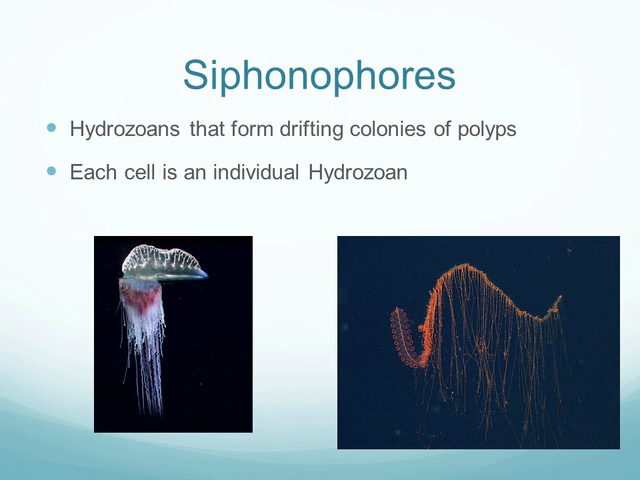 Siphonophores
Hydrozoans that form drifting colonies of polyps
Each cell is an individual Hydrozoan